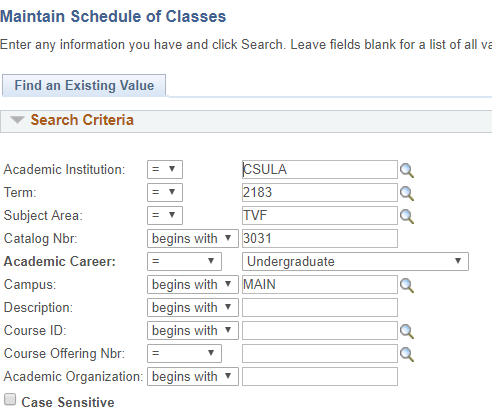 Maintain Schedule of Classes
Enter any information you have and click Search. Leave fields blank for a list of all
Find an Existing Value
Search Criteria
Academic Institution: = CSULA
Term: = 2183
Subject Area: = TVF
Catalog Nbr: begins with 3031
Academic Career: = Undergraduate
Campus: begins with MAIN
Description: begins with
Course ID: begins with
Course Offering Nbr: =
Academic Organization: begins with
Case Sensitive